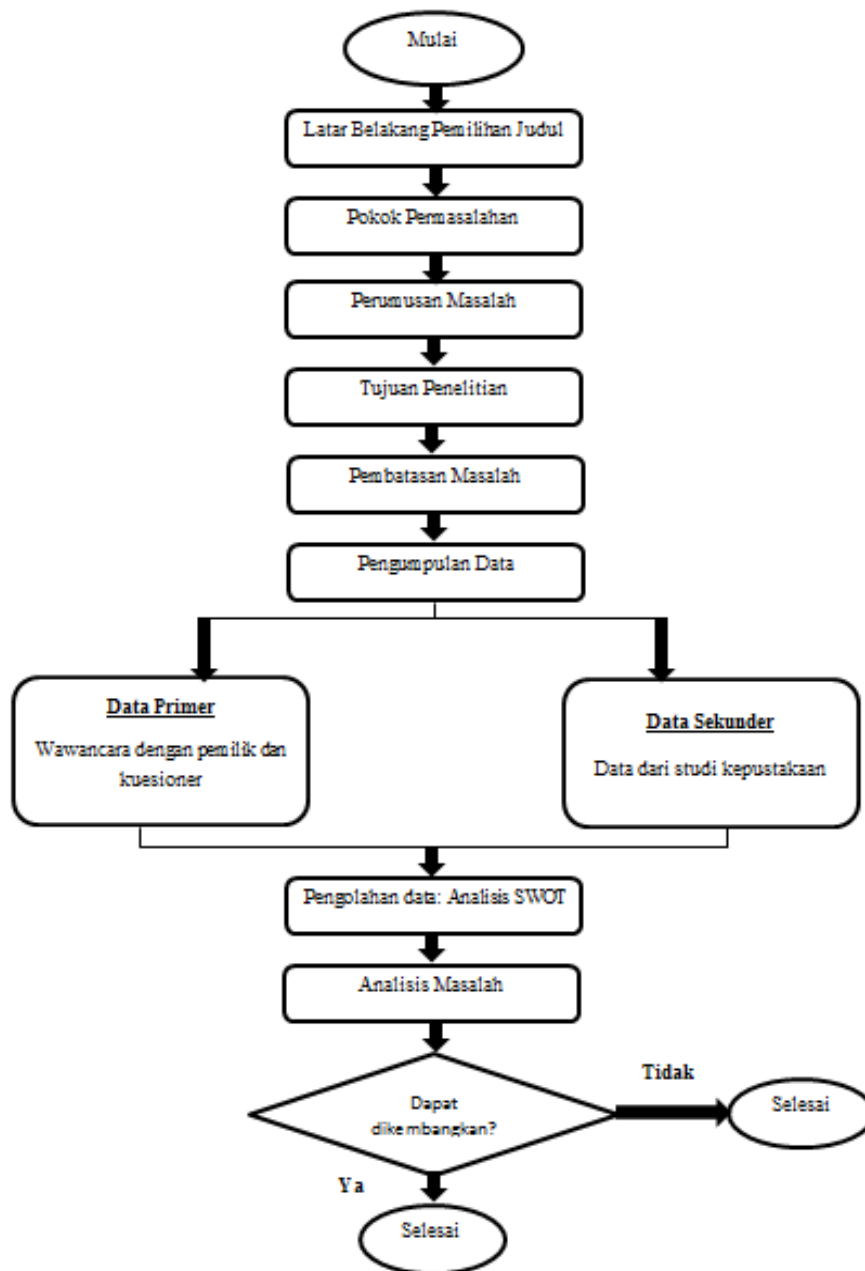 Mulai
Latar Belakang Pemilihan Judul
Pokok Permasalahan
Perumusan Masalah
Tujuan Penelitian
Pembatasan Masalah
Pengumpulan Data
Data Primer
Wawancara dengan pemilik dan
kuesioner
Data Sekunder
Data dari studi kepustakaan
Pengolahan data: Analisis SWOT
Analisis Masalah
Dapat
dikembangkan?
Tidak
Selesai
Ya
Selesai